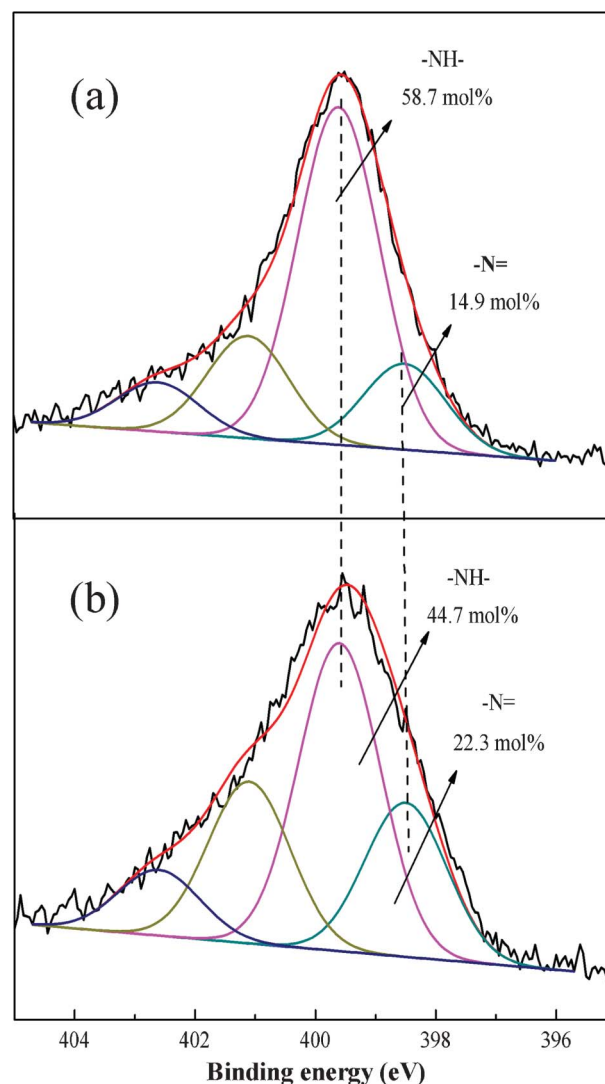 (a)
-NH-
58.7 mol%
-N=
14.9 mol%
(b)
-NH-
44.7 mol%
-N=
22.3 mol%
404 402 400 398 396
Binding energy (eV)